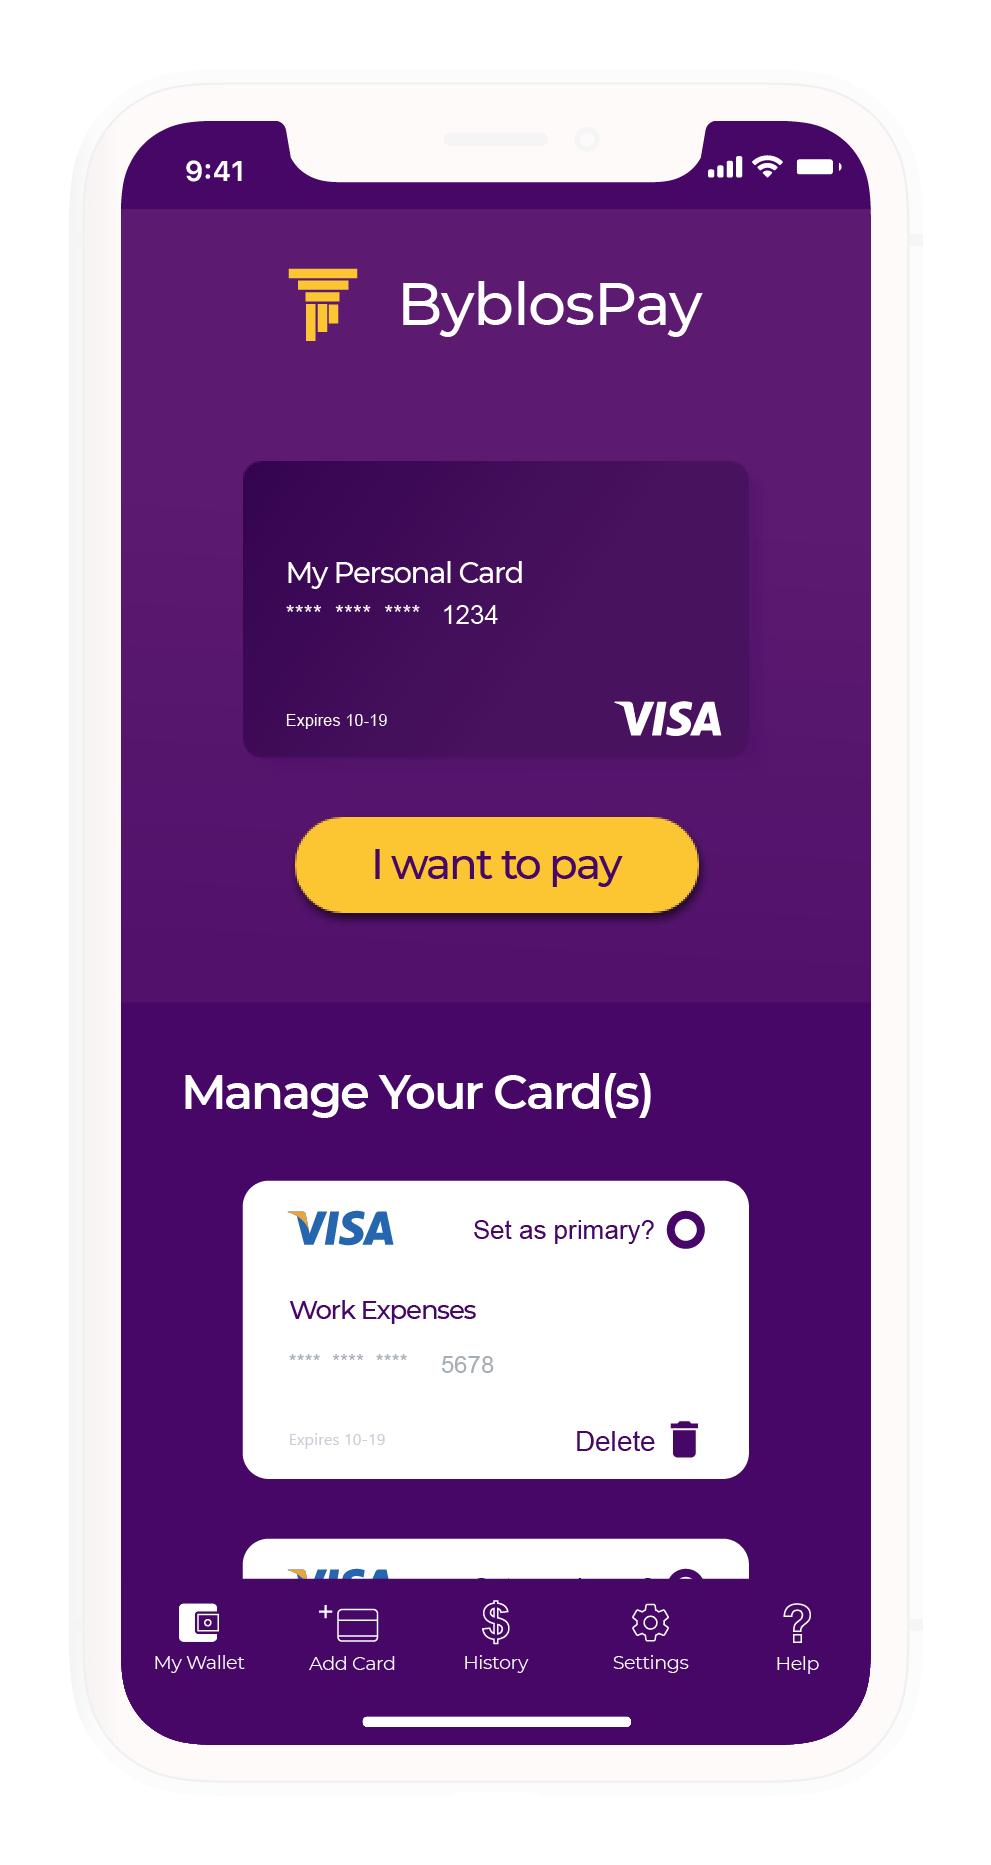 9:41
ByblosPay
My Personal Card
**** **** **** 1234
Expires 10-19
VISA
I want to pay
Manage Your Card(s)
VISA
Set as primary?
Work Expenses
**** **** **** 5678
Expires 10-19
Delete
VISA
My Wallet
Add Card
History
Settings
Help